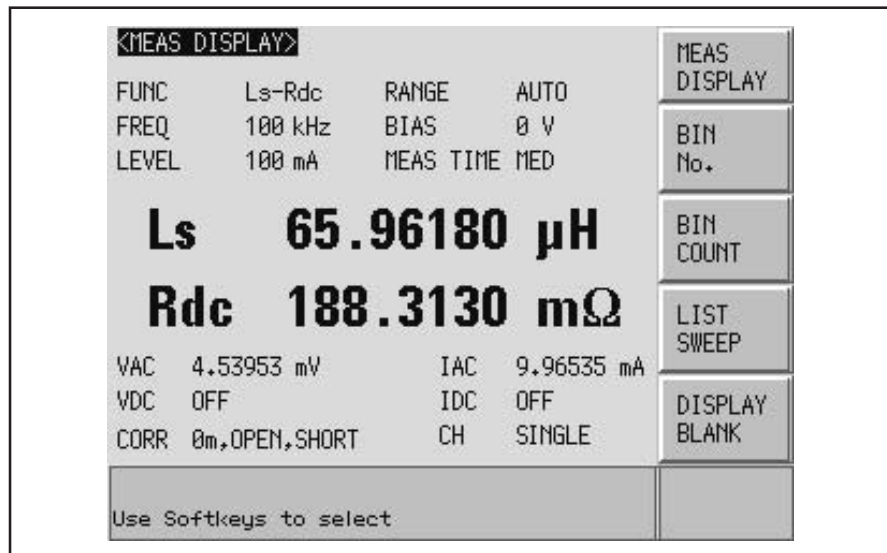 <MEAS DISPLAY>
FUNC Ls-Rdc RANGE AUTO
FREQ 100 kHz BIAS 0 V
LEVEL 100 mA MEAS TIME MED
Ls 65.96180 µH
Rdc 188.3130 mΩ
VAC 4.53953 mV IAC 9.96535 mA
VDC OFF IDC OFF
CORR 0m,OPEN,SHORT CH SINGLE
Use Softkeys to select
MEAS
DISPLAY
BIN
No.
BIN
COUNT
LIST
SWEEP
DISPLAY
BLANK